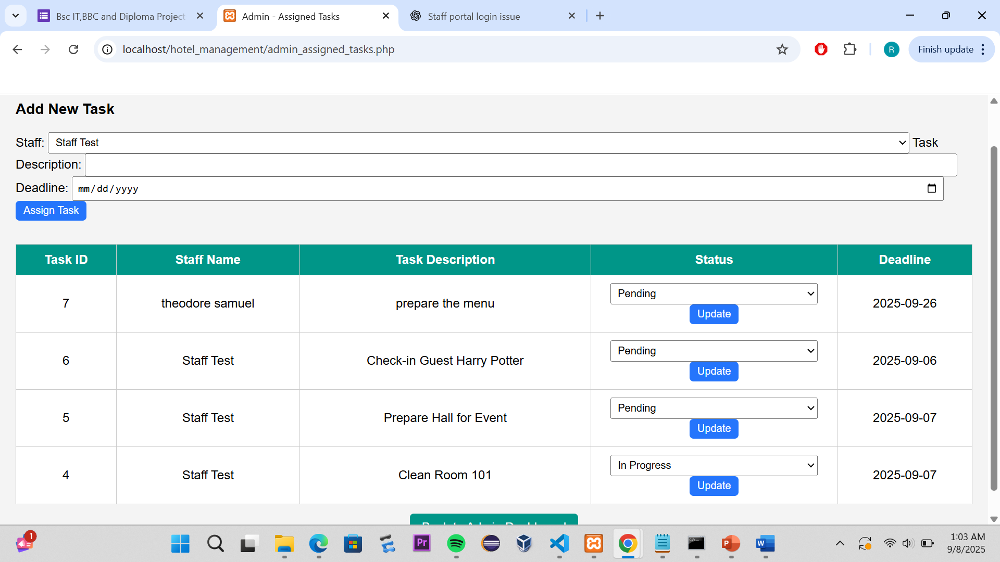 Bsc IT,BBC and Diploma Project
Admin - Assigned Tasks
Staff portal login issue
localhost/hotel_management/admin_assigned_tasks.php
R
Finish update
Add New Task
Staff: Staff Test Task
Description:
Deadline: mm/dd/yyyy
Assign Task
Task ID Staff Name Task Description Status Deadline
7 theodore samuel prepare the menu Pending Update 2025-09-26
6 Staff Test Check-in Guest Harry Potter Pending Update 2025-09-06
5 Staff Test Prepare Hall for Event Pending Update 2025-09-07
4 Staff Test Clean Room 101 In Progress Update 2025-09-07
1
Pr
P
W
1:03 AM
9/8/2025